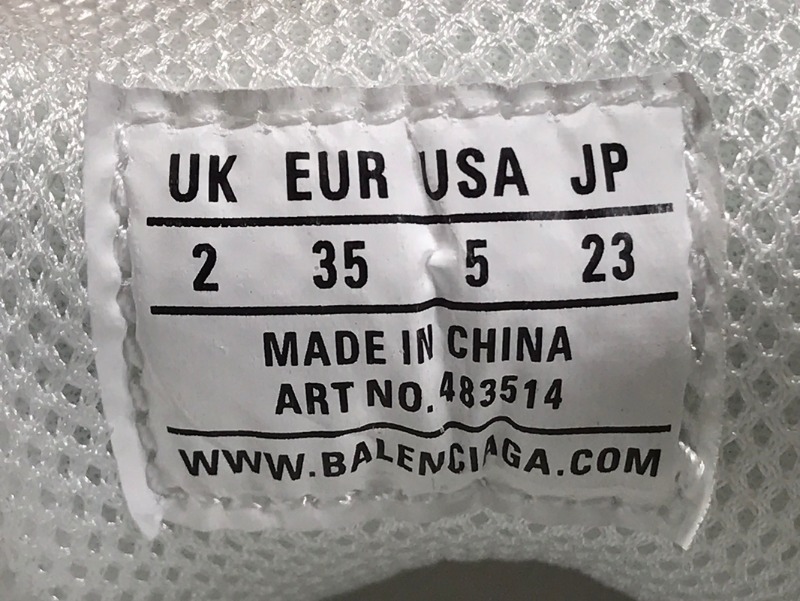 UK EUR USA JP
2 35 5 23
MADE IN CHINA
ART NO. 483514
WWW.BALENCIAGA.COM